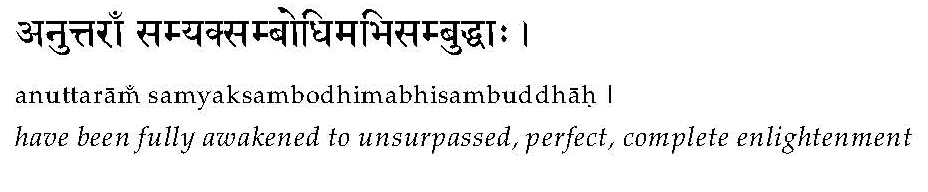 अनुत्तराँ सम्यक्सम्बोधिमभिसम्बुद्धाः।
anuttarām̐ samyaksambodhimabhisambuddhāḥ |
have been fully awakened to unsurpassed, perfect, complete enlightenment